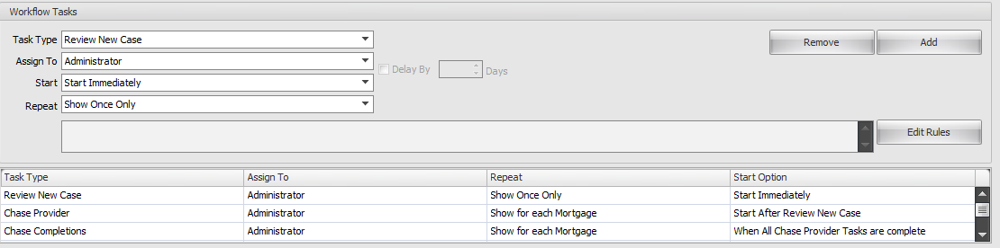 Workflow Tasks
Task Type Review New Case Remove Add
Assign To Administrator Delay By Days
Start Start Immediately
Repeat Show Once Only
Edit Rules
Task Type Assign To Repeat Start Option
Review New Case Administrator Show Once Only Start Immediately
Chase Provider Administrator Show for each Mortgage Start After Review New Case
Chase Completions Administrator Show for each Mortgage When All Chase Provider Tasks are complete